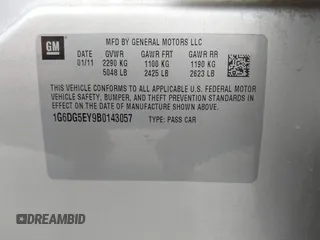 GM
MFD BY GENERAL MOTORS LLC
DATE GVWR GAWR FRT GAWR RR
01/11 2290 KG 1100 KG 1190 KG
5048 LB 2425 LB 2623 LB
THIS VEHICLE CONFORMS TO ALL APPLICABLE U.S. FEDERAL MOTOR
VEHICLE SAFETY, BUMPER, AND THEFT PREVENTION STANDARDS IN
EFFECT ON THE DATE OF MANUFACTURE SHOWN ABOVE.
1G6DG5EY9B0143057 TYPE: PASS CAR
DREAMBID